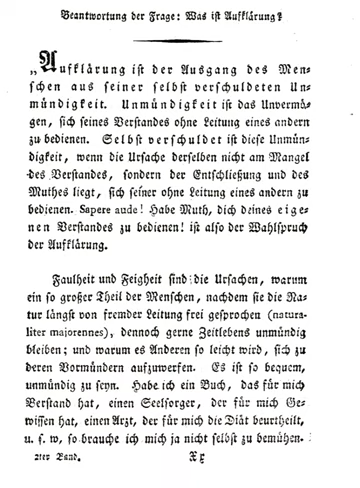 Beantwortung der Frage: Was ist Aufklärung?
„Aufklärung ist der Ausgang des Men-
schen aus seiner selbst verschuldeten Un-
mündigkeit. Unmündigkeit ist das Unvermö-
gen, sich seines Verstandes ohne Leitung eines andern
zu bedienen. Selbst verschuldet ist diese Unmün-
digkeit, wenn die Ursache derselben nicht am Mangel
des Verstandes, sondern der Entschließung und des
Muthes liegt, sich seiner ohne Leitung eines andern zu
bedienen. Sapere aude! Habe Muth, dich deines eige-
nen Verstandes zu bedienen! ist also der Wahlspruch
der Aufklärung.
Faulheit und Feigheit sind die Ursachen, warum
ein so großer Theil der Menschen, nachdem sie die Na-
tur längst von fremder Leitung frei gesprochen (natura-
liter majorennes), dennoch gerne Zeitlebens unmündig
bleiben; und warum es Anderen so leicht wird, sich zu
deren Vormündern aufzuwerfen. Es ist so bequem,
unmündig zu seyn. Habe ich ein Buch, das für mich
Verstand hat, einen Seelsorger, der für mich Ge-
wissen hat, einen Arzt, der für mich die Diät beurtheilt,
u. s. w, so brauche ich mich ja nicht selbst zu bemühen.
2ter Band. Xx